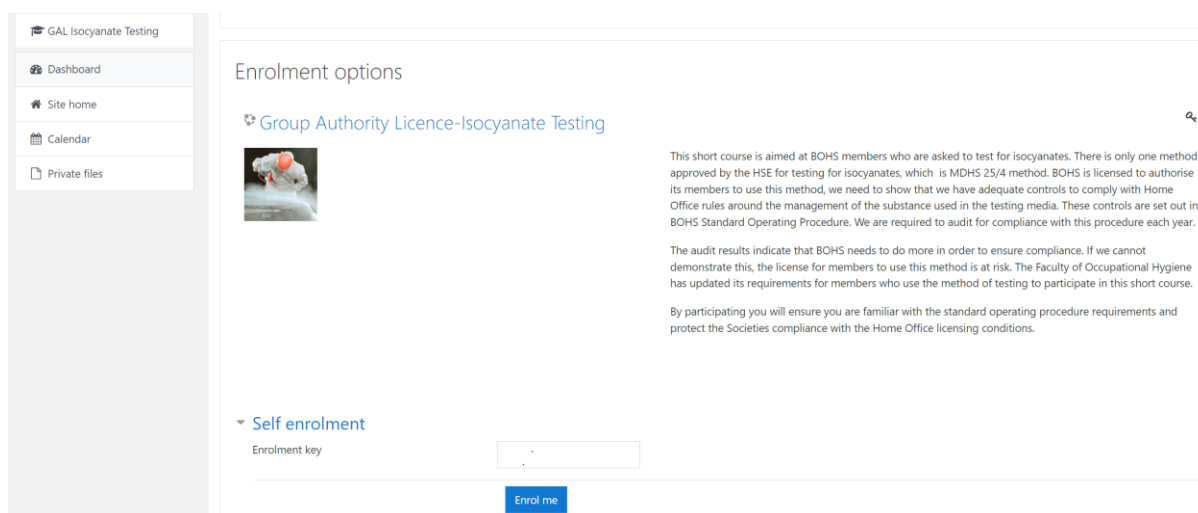 GAL Isocyanate Testing
Dashboard
Site home
Calendar
Private files
Enrolment options
Group Authority Licence-Isocyanate Testing
This short course is aimed at BOHS members who are asked to test for isocyanates. There is only one method
approved by the HSE for testing for isocyanates, which  is MDHS 25/4 method. BOHS is licensed to authorise
its members to use this method, we need to show that we have adequate controls to comply with Home
Office rules around the management of the substance used in the testing media. These controls are set out in
BOHS Standard Operating Procedure. We are required to audit for compliance with this procedure each year.
The audit results indicate that BOHS needs to do more in order to ensure compliance. If we cannot
demonstrate this, the license for members to use this method is at risk. The Faculty of Occupational Hygiene
has updated its requirements for members who use the method of testing to participate in this short course.
By participating you will ensure you are familiar with the standard operating procedure requirements and
protect the Societies compliance with the Home Office licensing conditions.
Self enrolment
Enrolment key
Enrol me